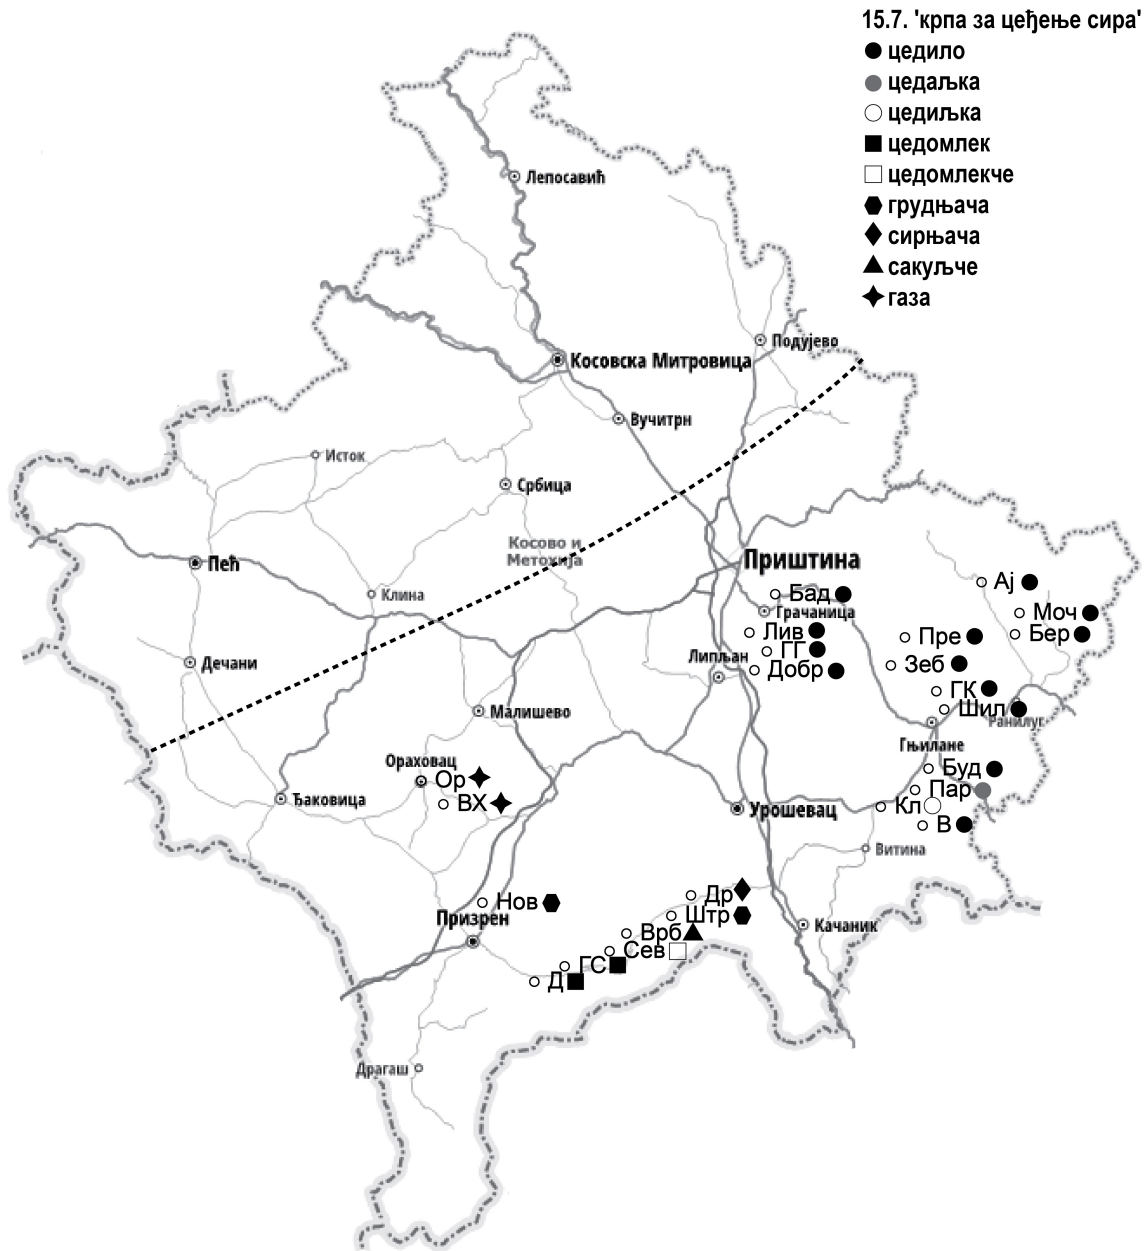 15.7. 'крпа за цеђење сира'
цедило
цедаљка
цедиљка
цедомлек
цедомлекче
грудњача
сирњача
сакуљче
газа
Лепосавић
Подујево
Косовска Митровица
Вучитрн
Исток
Србица
Косово и
Метохија
Приштина
Пећ
Клина
Ај
Бад
Грачаница
Моч
Лив
Пре
Бер
ГГ
Липљан
Дечани
Добр
Зеб
ГК
Малишево
Шил
Ранилуг
Гњилане
Ораховац
Ор
Буд
Пар
Ђаковица
ВХ
Урошевац
Кл
В
Витина
Др
Нов
Штр
Призрен
Врб
Качаник
Сев
ГС
Д
Драгаш